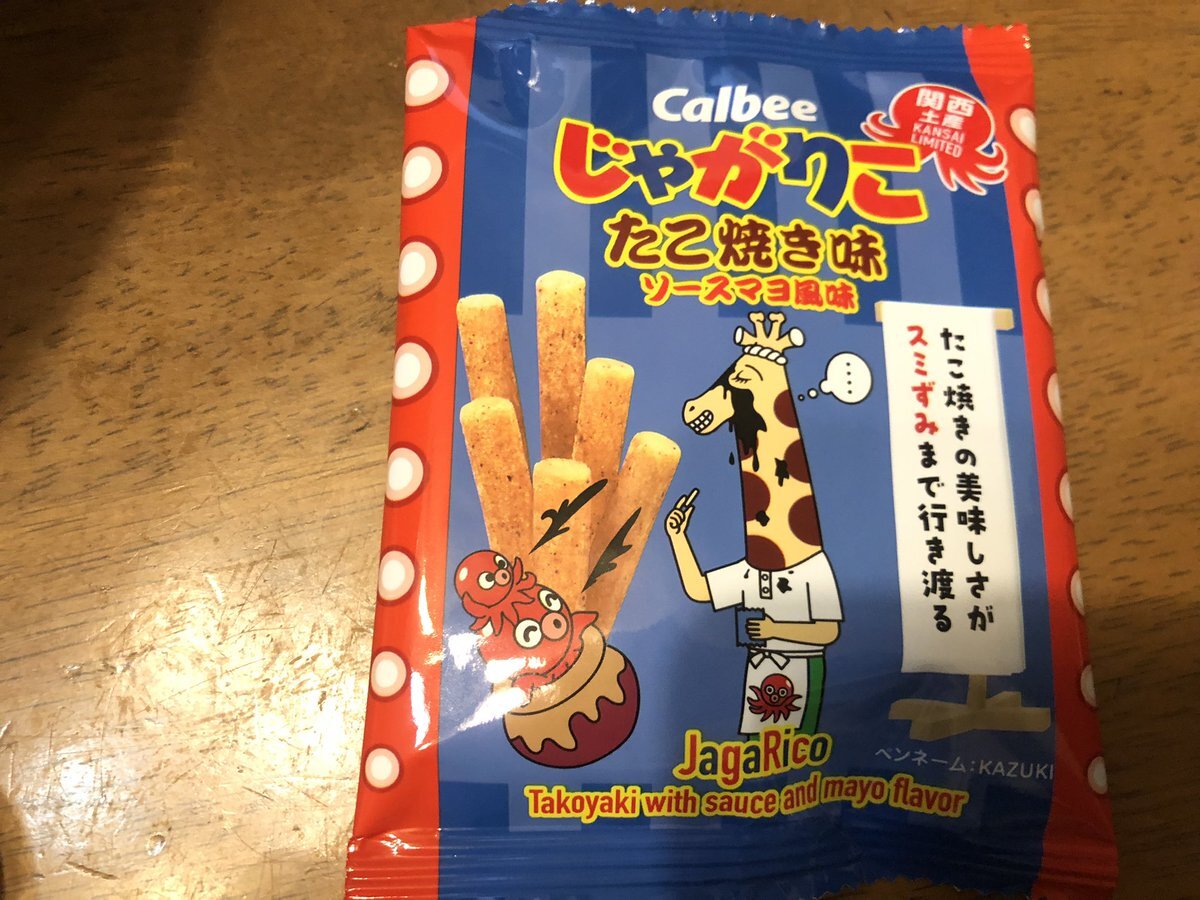 Calbee
関西
土産
KANSAI
LIMITED
じゃがりこ
たこ焼き味
ソースマヨ風味
たこ焼きの美味しさが
スミずみまで行き渡る
JagaRico
ペンネーム:KAZUKI
Takoyaki with sauce and mayo flavor